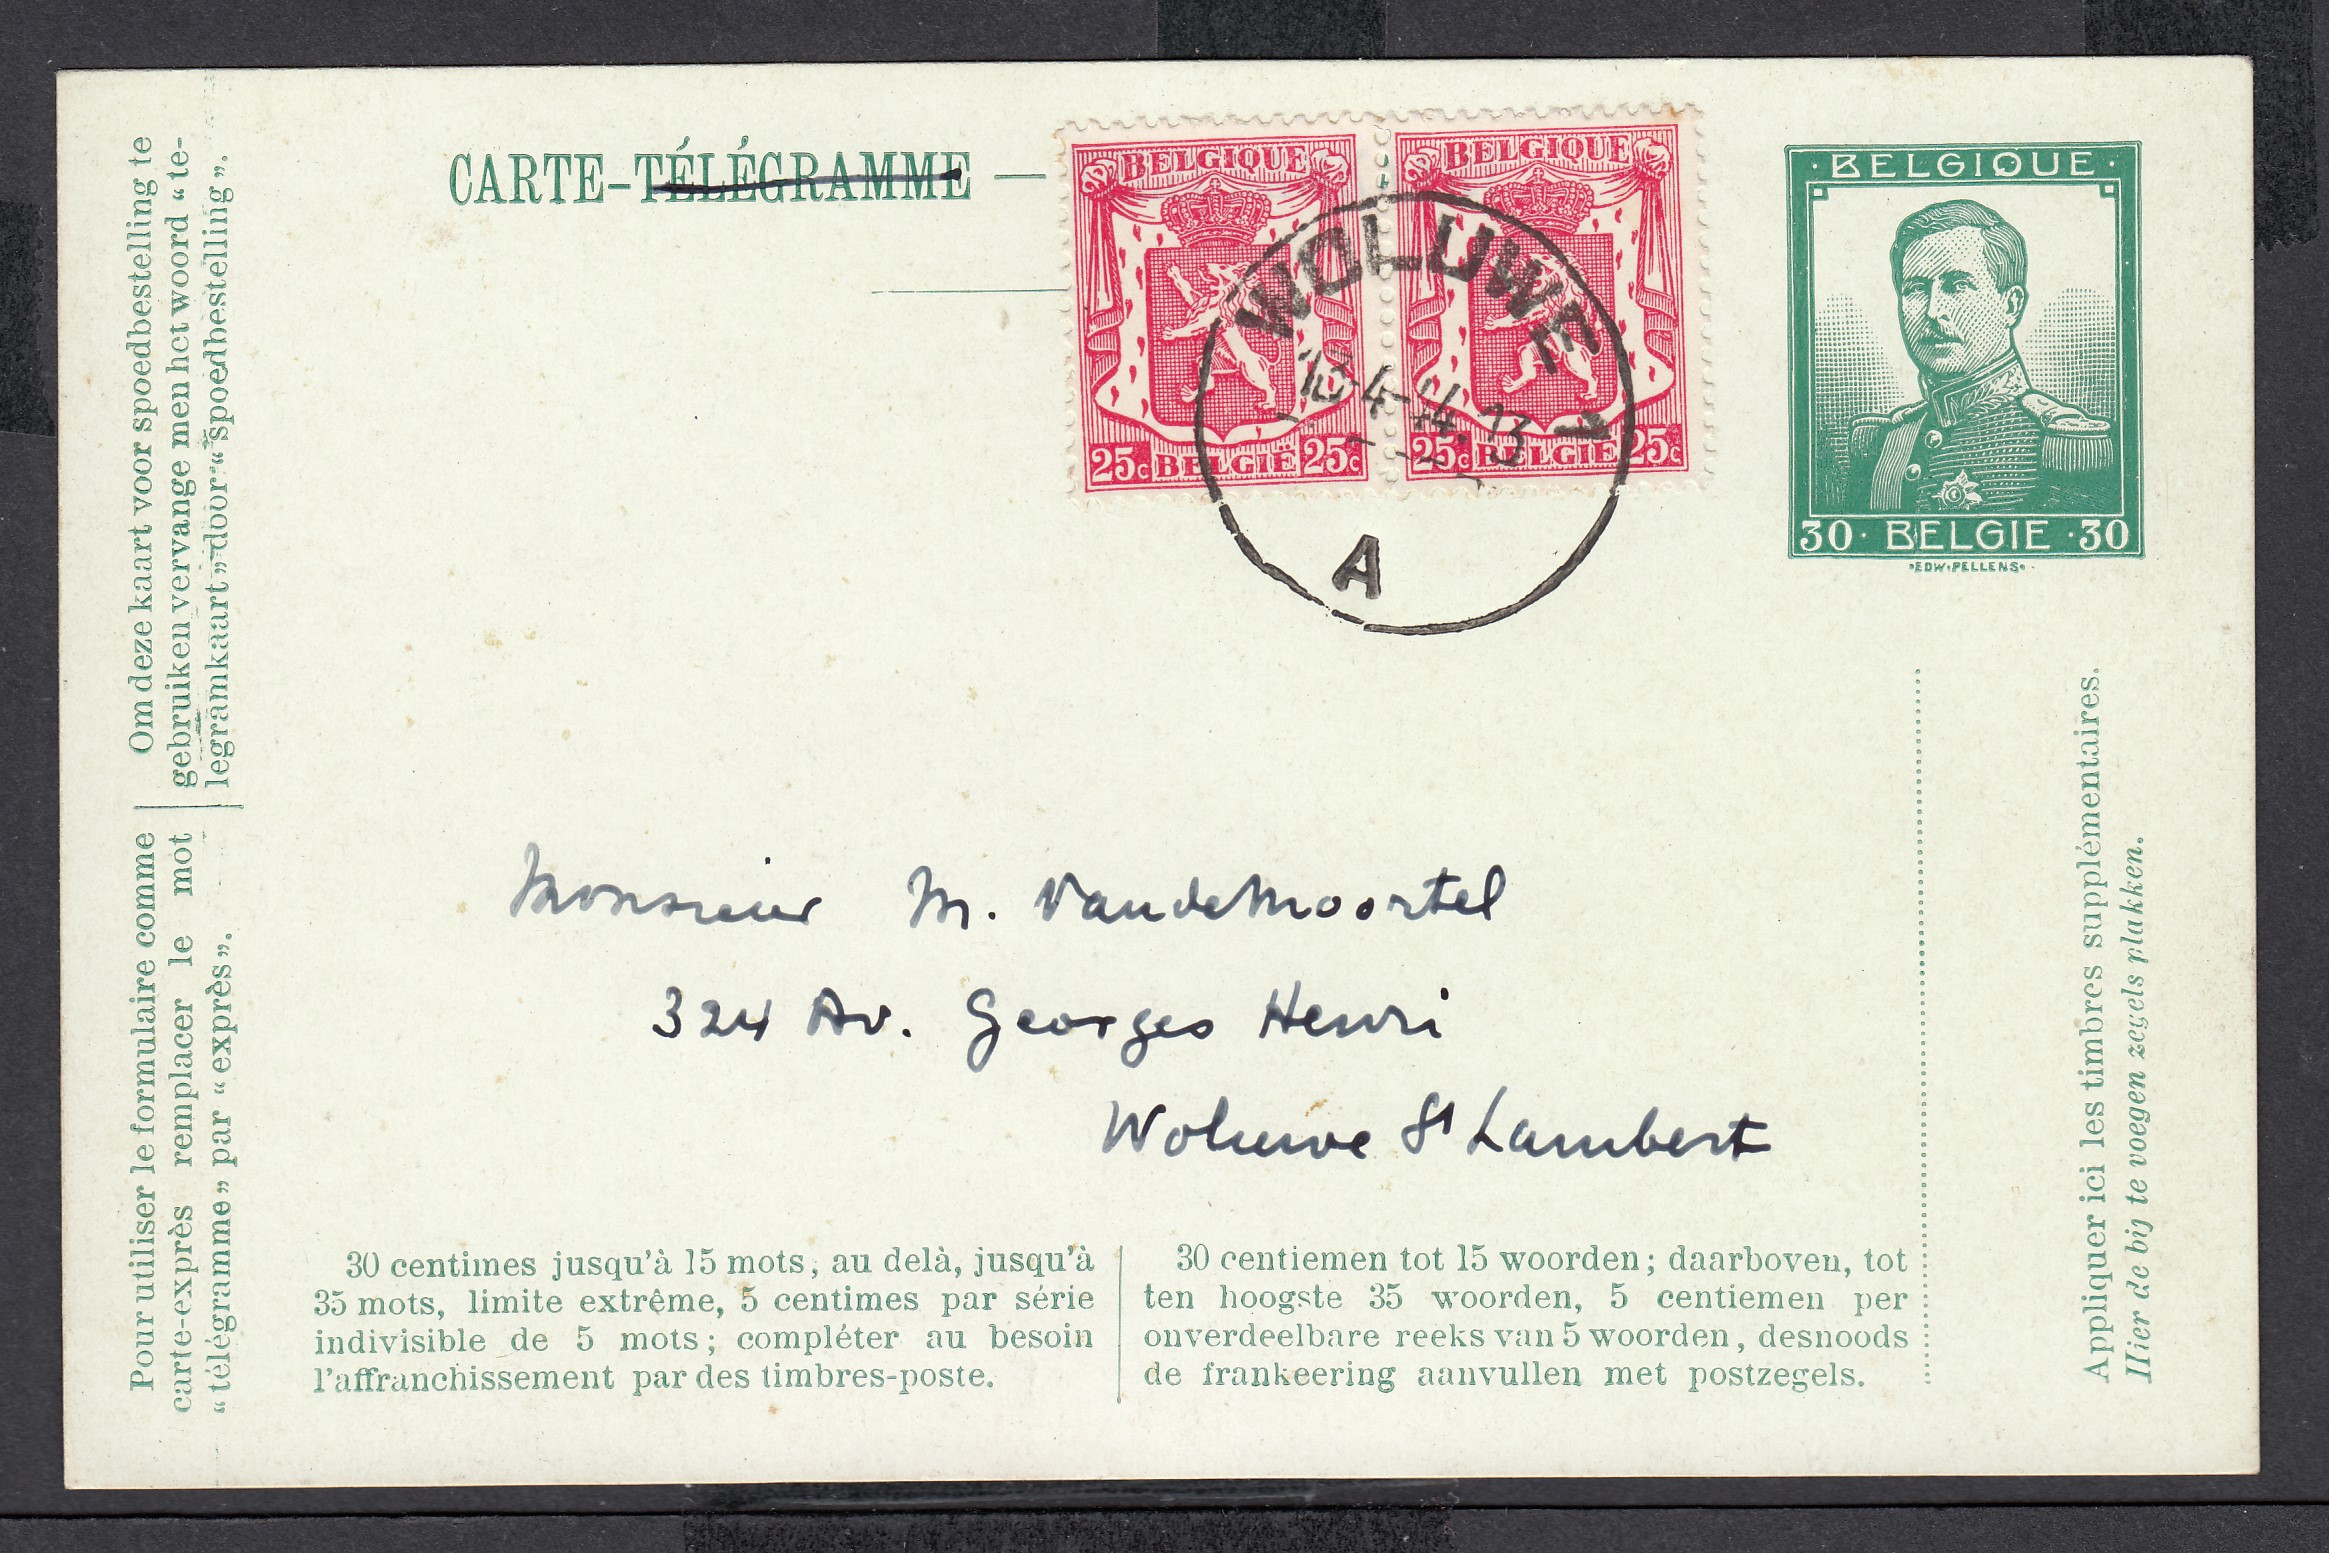 CARTE-TÉLÉGRAMME —
BELGIQUE
25c BELGIË 25c
BELGIQUE
25c BELGIË 25c
WOLUWE
A
· BELGIQUE ·
30 · BELGIE · 30
EDW·PELLENS
Om deze kaart voor spoedbestelling te
gebruiken vervange men het woord “te-
legramkaart” door “spoedbestelling”.
Pour utiliser le formulaire comme
carte-exprès remplacer le mot
“télégramme” par “exprès”.
Monsieur M. Vandemoortel
324 Av. Georges Henri
Woluwe St Lambert
30 centimes jusqu'à 15 mots, au delà, jusqu'à
35 mots, limite extrême, 5 centimes par série
indivisible de 5 mots; compléter au besoin
l'affranchissement par des timbres-poste.
30 centiemen tot 15 woorden; daarboven, tot
ten hoogste 35 woorden, 5 centiemen per
onverdeelbare reeks van 5 woorden, desnoods
de frankeering aanvullen met postzegels.
Appliquer ici les timbres supplémentaires.
Hier de bij te voegen zegels plakken.